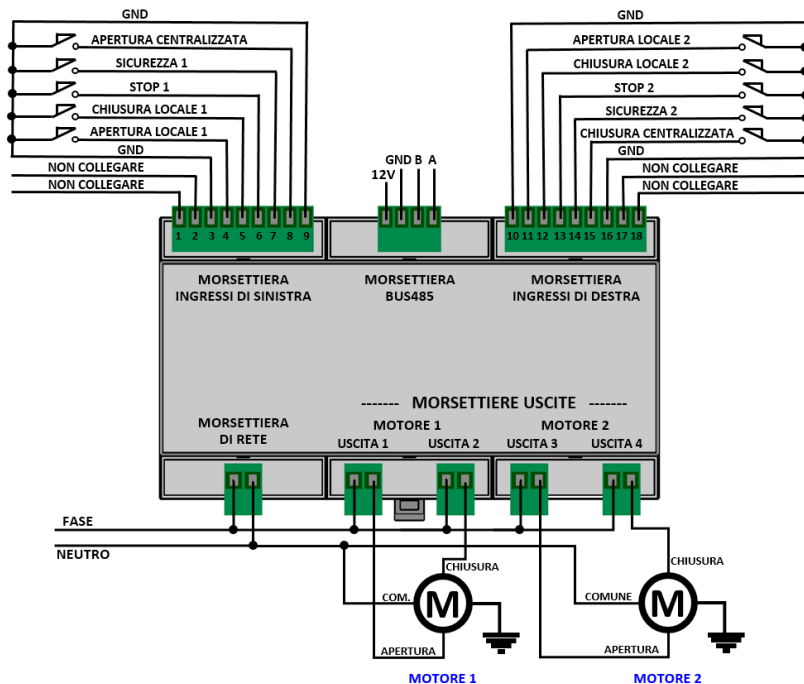 GND
GND
APERTURA CENTRALIZZATA
APERTURA LOCALE 2
SICUREZZA 1
CHIUSURA LOCALE 2
STOP 1
STOP 2
CHIUSURA LOCALE 1
SICUREZZA 2
APERTURA LOCALE 1
CHIUSURA CENTRALIZZATA
GND
GND B A
GND
NON COLLEGARE
12V
NON COLLEGARE
NON COLLEGARE
NON COLLEGARE
1 2 3 4 5 6 7 8 9
10 11 12 13 14 15 16 17 18
MORSETTIERA
INGRESSI DI SINISTRA
MORSETTIERA
BUS485
MORSETTIERA
INGRESSI DI DESTRA
------- MORSETTIERE USCITE -------
MORSETTIERA
DI RETE
MOTORE 1
MOTORE 2
USCITA 1
USCITA 2
USCITA 3
USCITA 4
FASE
NEUTRO
CHIUSURA
CHIUSURA
COM.
M
COMUNE
M
APERTURA
APERTURA
MOTORE 1
MOTORE 2